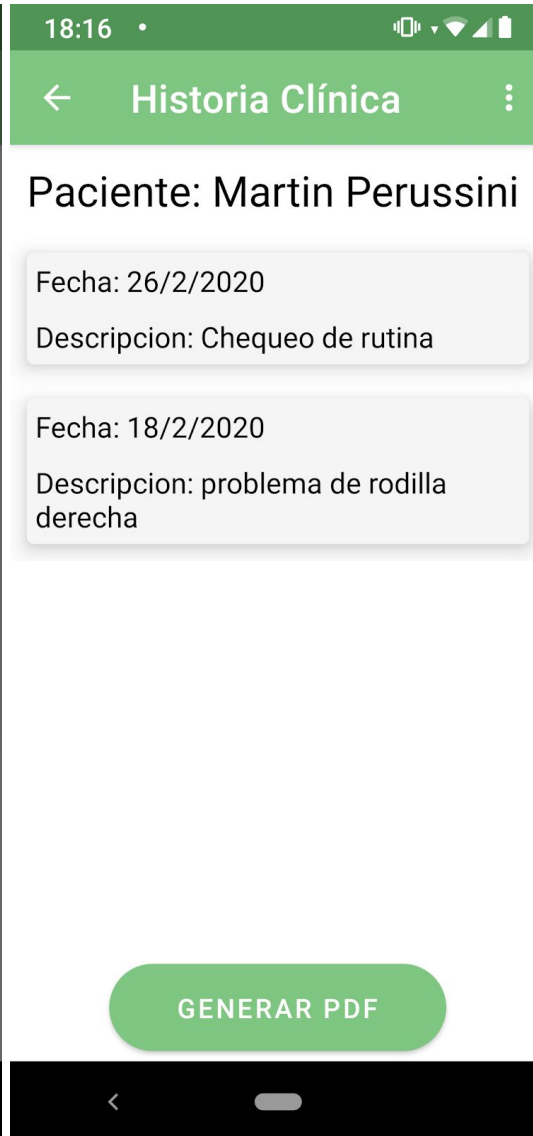 18:16
Historia Clínica
Paciente: Martin Perussini
Fecha: 26/2/2020
Descripcion: Chequeo de rutina
Fecha: 18/2/2020
Descripcion: problema de rodilla
derecha
GENERAR PDF